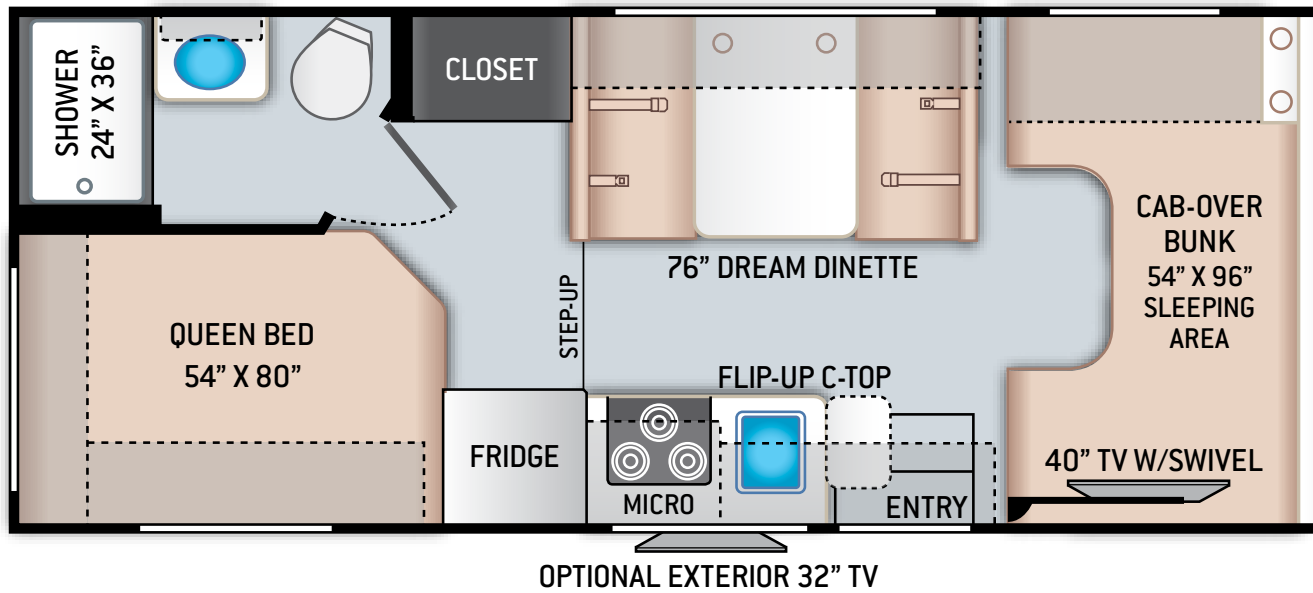 SHOWER
24” X 36”
CLOSET
76” DREAM DINETTE
CAB-OVER
BUNK
54” X 96”
SLEEPING
AREA
STEP-UP
QUEEN BED
54” X 80”
FLIP-UP C-TOP
FRIDGE
MICRO
ENTRY
40” TV W/SWIVEL
OPTIONAL EXTERIOR 32” TV